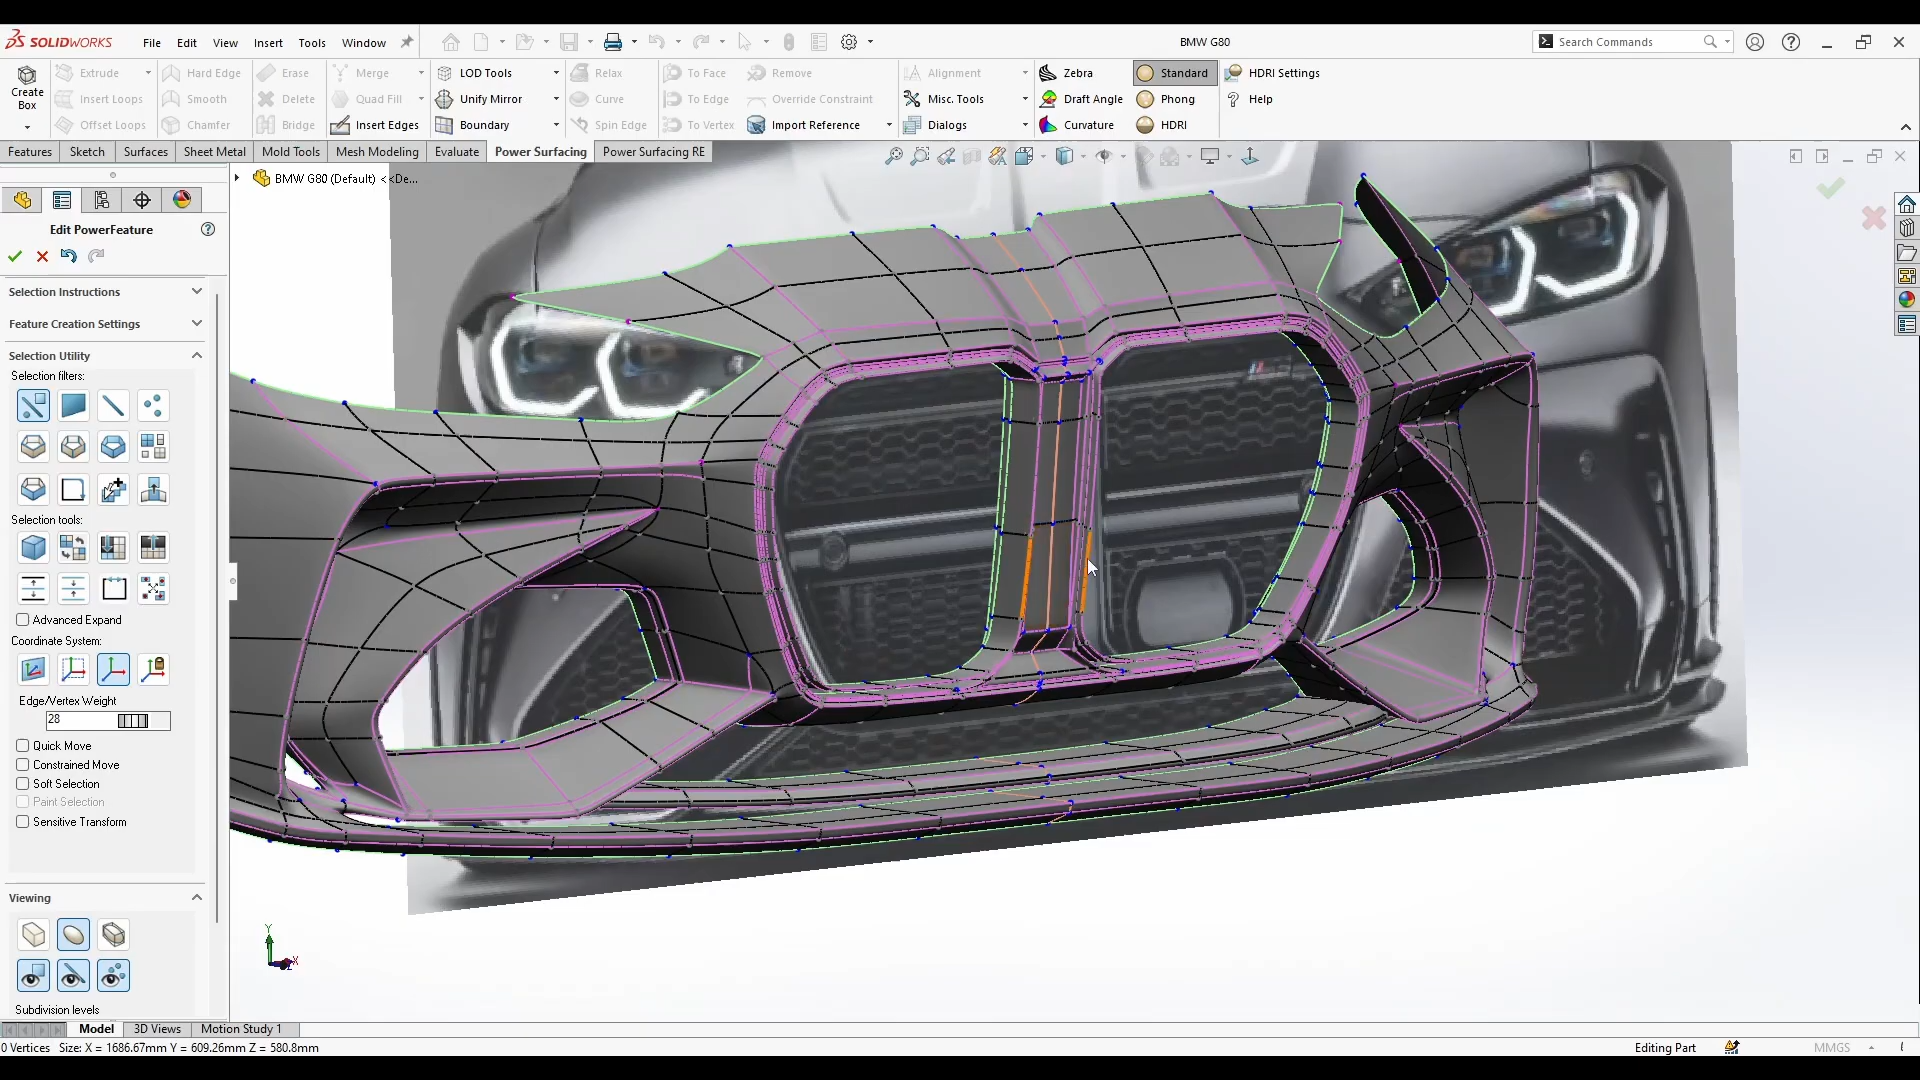 SOLIDWORKS File Edit View Insert Tools Window BMW G80 Search Commands
Create Box
Extrude Hard Edge Erase Merge LOD Tools Relax To Face Remove Alignment Zebra Standard HDRI Settings
Insert Loops Smooth Delete Quad Fill Unify Mirror Curve To Edge Override Constraint Misc. Tools Draft Angle Phong Help
Offset Loops Chamfer Bridge Insert Edges Boundary Spin Edge To Vertex Import Reference Dialogs Curvature HDRI
Features Sketch Surfaces Sheet Metal Mold Tools Mesh Modeling Evaluate Power Surfacing Power Surfacing RE
BMW G80 (Default) <<De...
Edit PowerFeature
Selection Instructions
Feature Creation Settings
Selection Utility
Selection filters:
Selection tools:
Advanced Expand
Coordinate System:
Edge/Vertex Weight
28
Quick Move
Constrained Move
Soft Selection
Paint Selection
Sensitive Transform
Viewing
Subdivision levels
Y
X
Model 3D Views Motion Study 1
0 Vertices Size: X = 1686.67mm Y = 609.26mm Z = 580.8mm Editing Part MMGS